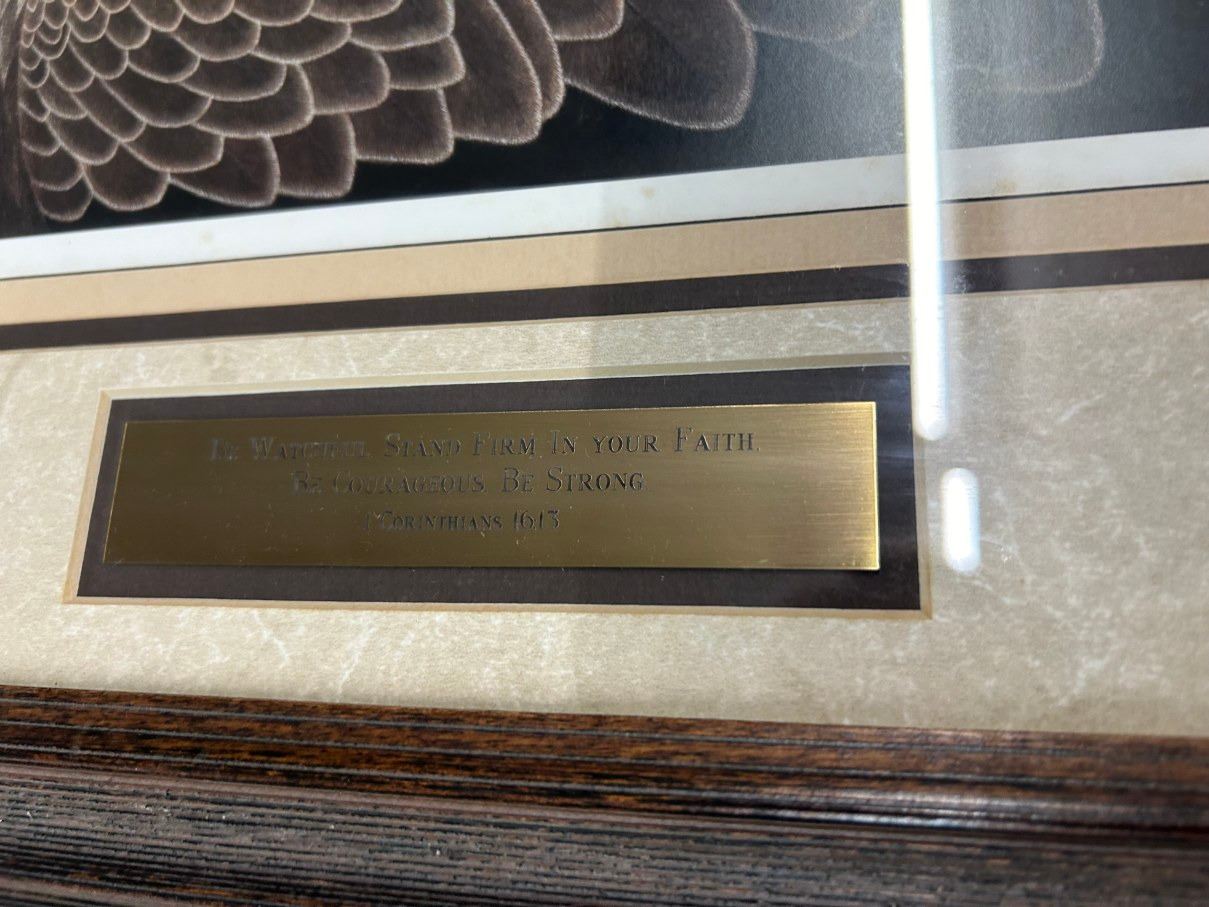 Be Watchful. Stand Firm In your Faith.
Be Courageous. Be Strong.
1 Corinthians 16:13